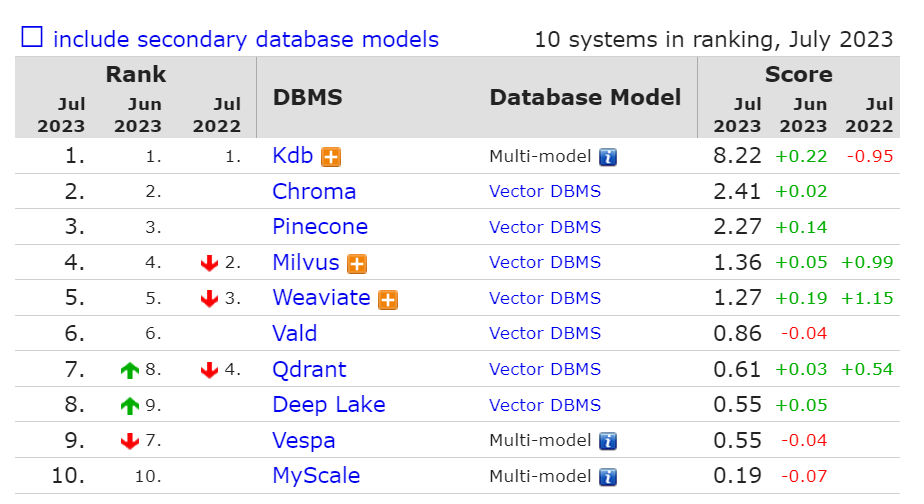 include secondary database models 10 systems in ranking, July 2023
Rank DBMS Database Model Score
Jul Jun Jul Jul Jun Jul
2023 2023 2022 2023 2023 2022
1. 1. 1. Kdb Multi-model 8.22 +0.22 -0.95
2. 2. Chroma Vector DBMS 2.41 +0.02
3. 3. Pinecone Vector DBMS 2.27 +0.14
4. 4. 2. Milvus Vector DBMS 1.36 +0.05 +0.99
5. 5. 3. Weaviate Vector DBMS 1.27 +0.19 +1.15
6. 6. Vald Vector DBMS 0.86 -0.04
7. 8. 4. Qdrant Vector DBMS 0.61 +0.03 +0.54
8. 9. Deep Lake Vector DBMS 0.55 +0.05
9. 7. Vespa Multi-model 0.55 -0.04
10. 10. MyScale Multi-model 0.19 -0.07